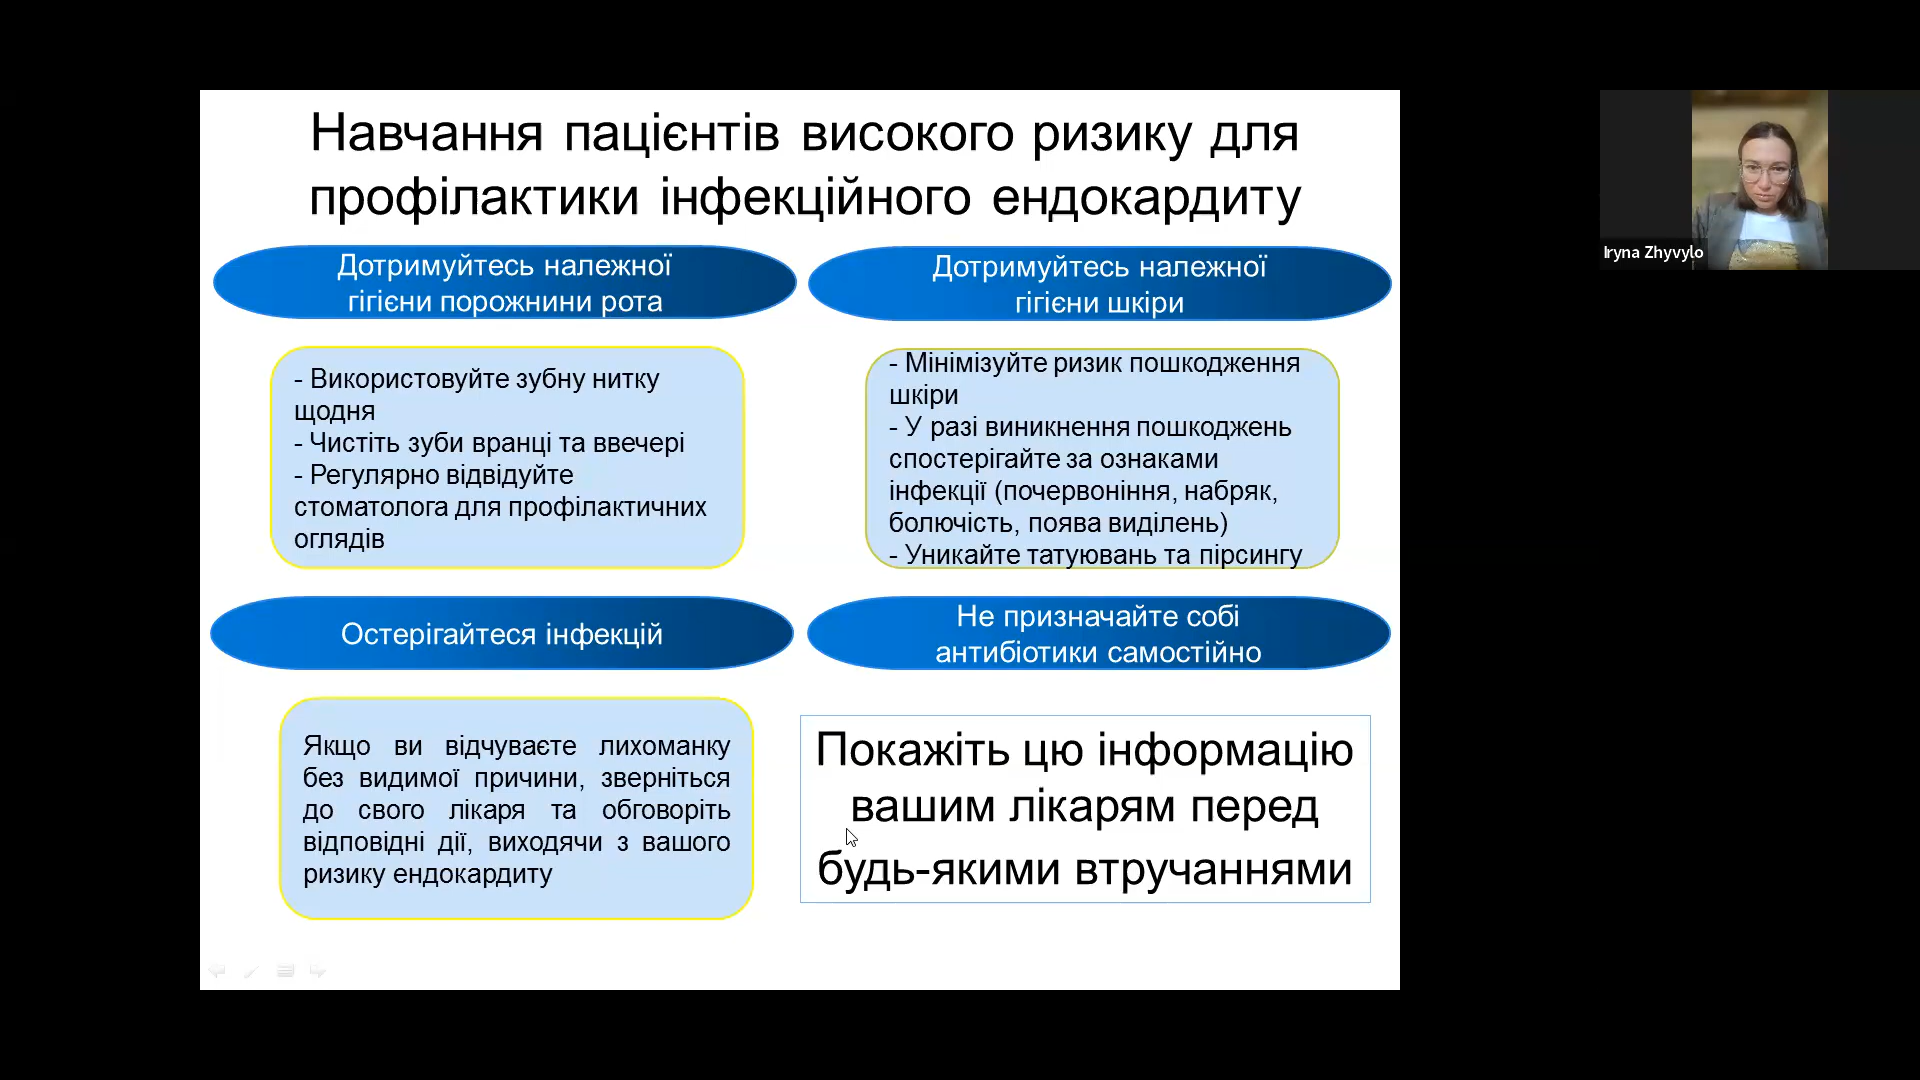 Навчання пацієнтів високого ризику для
профілактики інфекційного ендокардиту
Дотримуйтесь належної
гігієни порожнини рота
- Використовуйте зубну нитку
щодня
- Чистіть зуби вранці та ввечері
- Регулярно відвідуйте
стоматолога для профілактичних
оглядів
Дотримуйтесь належної
гігієни шкіри
- Мінімізуйте ризик пошкодження
шкіри
- У разі виникнення пошкоджень
спостерігайте за ознаками
інфекції (почервоніння, набряк,
болючість, поява виділень)
- Уникайте татуювань та пірсингу
Остерігайтеся інфекцій
Якщо ви відчуваєте лихоманку
без видимої причини, зверніться
до свого лікаря та обговоріть
відповідні дії, виходячи з вашого
ризику ендокардиту
Не призначайте собі
антибіотики самостійно
Покажіть цю інформацію
вашим лікарям перед
будь-якими втручаннями
Iryna Zhyvylo